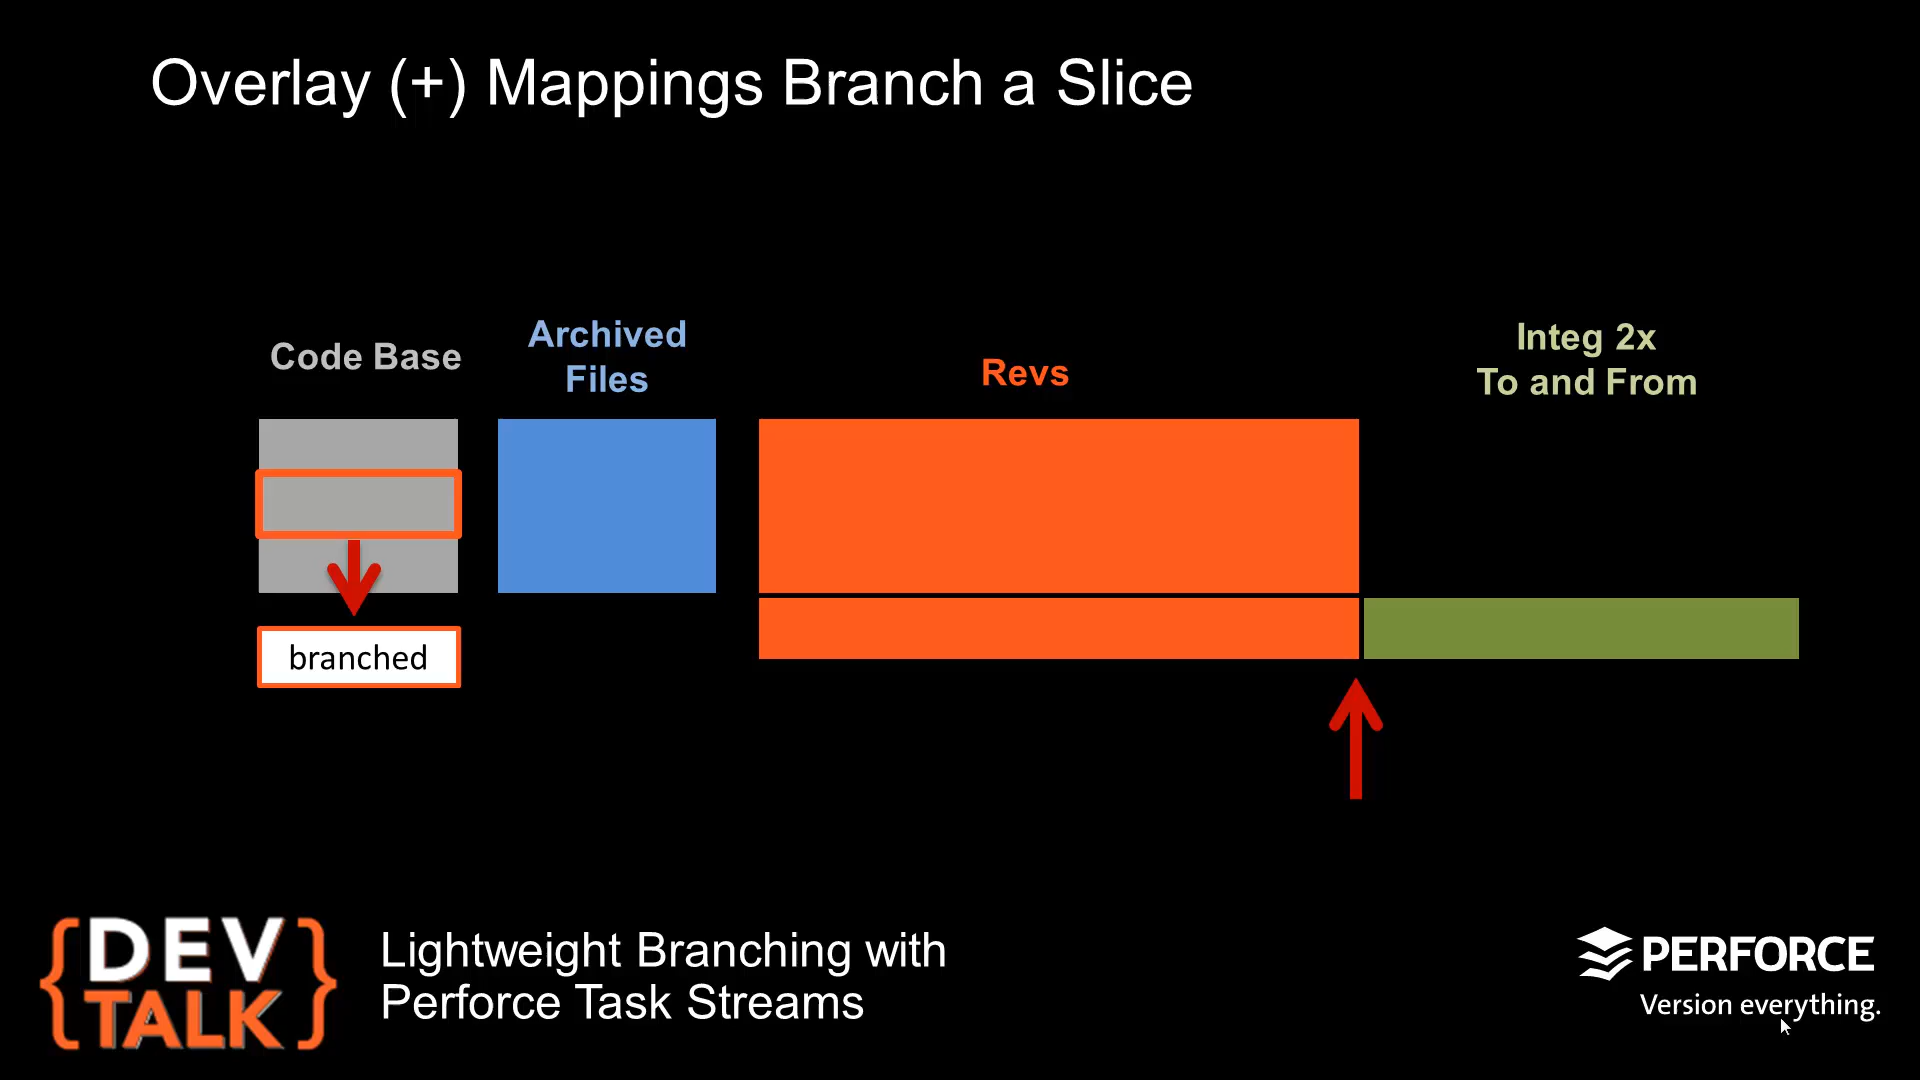 Overlay (+) Mappings Branch a Slice
Code Base
Archived
Files
Revs
Integ 2x
To and From
branched
{DEV
TALK}
Lightweight Branching with
Perforce Task Streams
PERFORCE
Version everything.